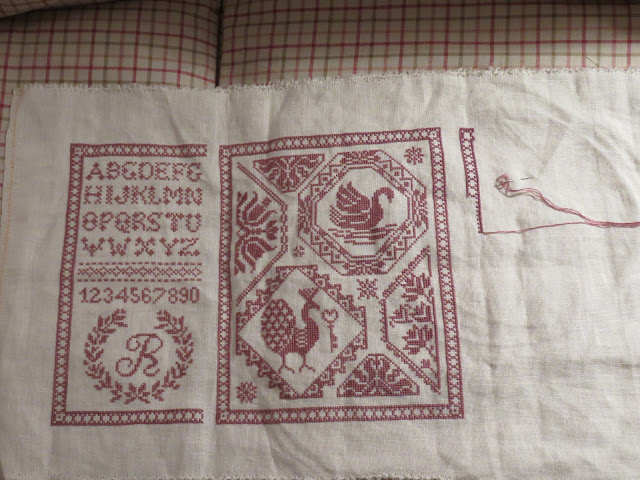 ABCDEFG
HIJKLMN
OPQRSTU
VWXYZ
1234567890
R